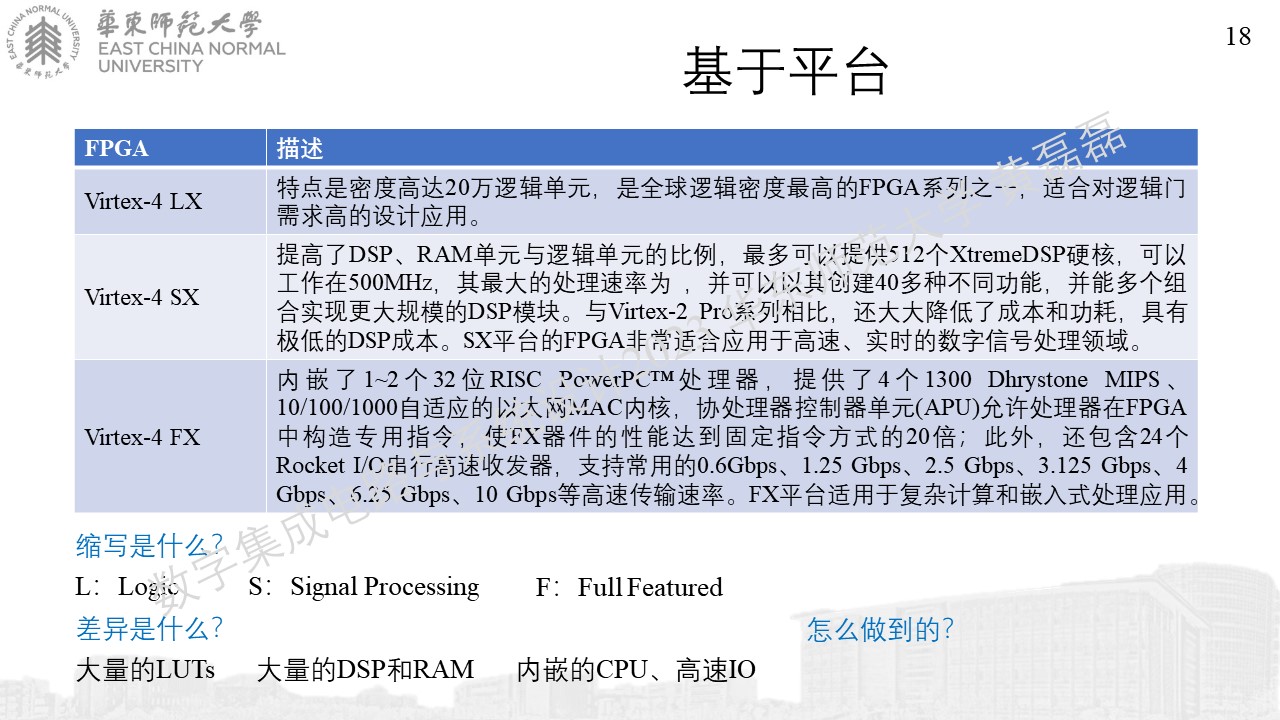 華東師範大學
EAST CHINA NORMAL
UNIVERSITY
18
基于平台
FPGA 描述
Virtex-4 LX
特点是密度高达20万逻辑单元，是全球逻辑密度最高的FPGA系列之一，适合对逻辑门
需求高的设计应用。
Virtex-4 SX
提高了DSP、RAM单元与逻辑单元的比例，最多可以提供512个XtremeDSP硬核，可以
工作在500MHz，其最大的处理速率为 ，并可以以其创建40多种不同功能，并能多个组
合实现更大规模的DSP模块。与Virtex-2 Pro系列相比，还大大降低了成本和功耗，具有
极低的DSP成本。SX平台的FPGA非常适合应用于高速、实时的数字信号处理领域。
Virtex-4 FX
内嵌了1~2个32位RISC PowerPC™处理器，提供了4个1300 Dhrystone MIPS、
10/100/1000自适应的以太网MAC内核，协处理器控制器单元(APU)允许处理器在FPGA
中构造专用指令，使FX器件的性能达到固定指令方式的20倍；此外，还包含24个
Rocket I/O串行高速收发器，支持常用的0.6Gbps、1.25 Gbps、2.5 Gbps、3.125 Gbps、4
Gbps、6.25 Gbps、10 Gbps等高速传输速率。FX平台适用于复杂计算和嵌入式处理应用。
缩写是什么？
L：Logic S：Signal Processing F：Full Featured
差异是什么？ 怎么做到的？
大量的LUTs 大量的DSP和RAM 内嵌的CPU、高速IO
数字集成电路 2023 华东师范大学 黄磊磊